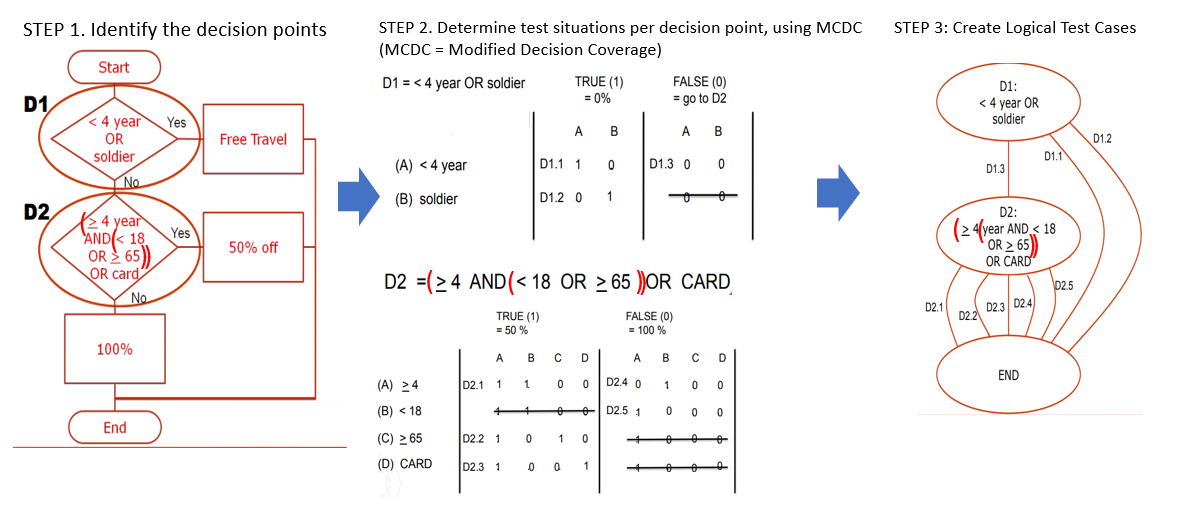 STEP 1. Identify the decision points
Start
D1
< 4 year
OR
soldier
Yes
Free Travel
No
D2
(≥ 4 year
AND(< 18
OR ≥ 65))
OR card
Yes
50% off
No
100%
End
STEP 2. Determine test situations per decision point, using MCDC
(MCDC = Modified Decision Coverage)
D1 = < 4 year OR soldier
TRUE (1)
= 0%
FALSE (0)
= go to D2
A B A B
(A) < 4 year D1.1 1 0 D1.3 0 0
(B) soldier D1.2 0 1 0 0
D2 =(≥ 4 AND(< 18 OR ≥ 65 ))OR CARD
TRUE (1)
= 50 %
FALSE (0)
= 100 %
A B C D A B C D
(A) ≥ 4 D2.1 1 1 0 0 D2.4 0 1 0 0
(B) < 18 1 1 0 0 D2.5 1 0 0 0
(C) ≥ 65 D2.2 1 0 1 0 1 0 0 0
(D) CARD D2.3 1 0 0 1 1 0 0 0
STEP 3: Create Logical Test Cases
D1:
< 4 year OR
soldier
D1.2
D1.1
D1.3
D2:
(≥ 4(year AND < 18
OR ≥ 65))
OR CARD
D2.5
D2.1
D2.2
D2.3
D2.4
END